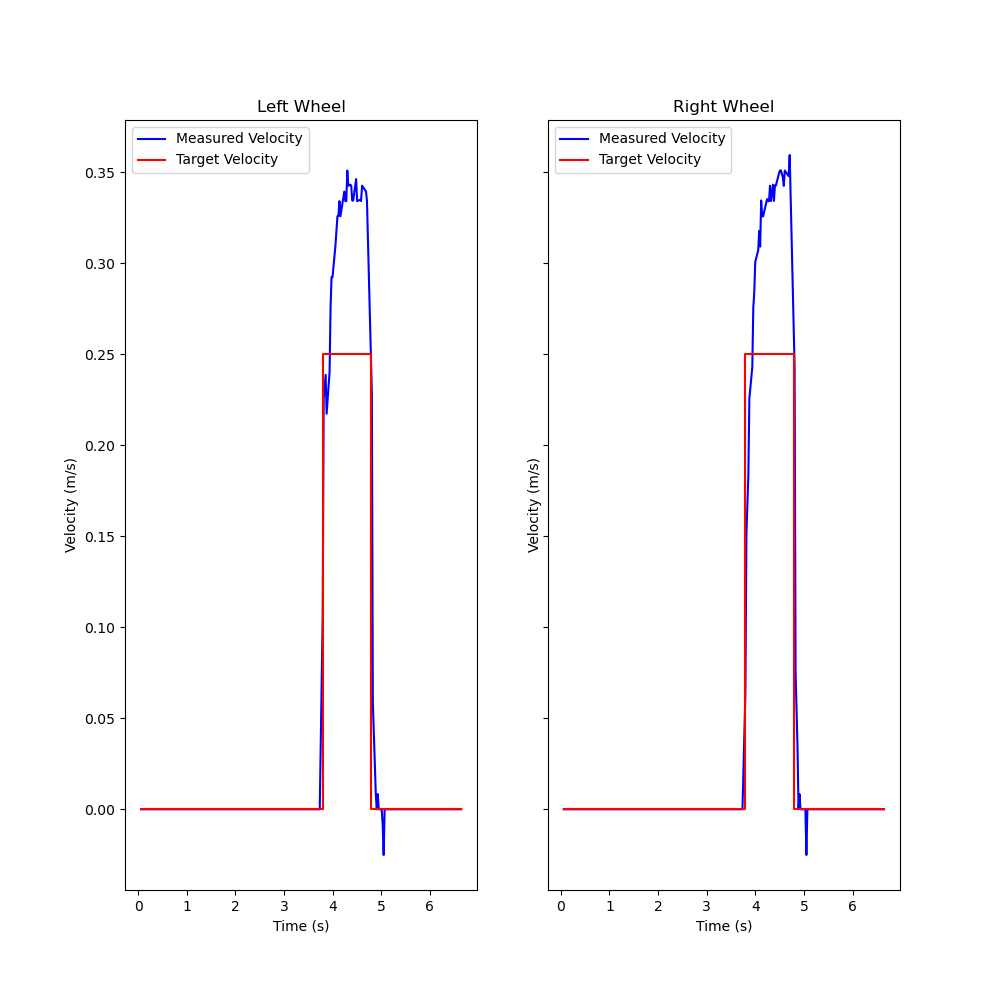 Left Wheel
Measured Velocity
Target Velocity
0.35
0.30
0.25
0.20
0.15
0.10
0.05
0.00
Velocity (m/s)
0 1 2 3 4 5 6
Time (s)
Right Wheel
Measured Velocity
Target Velocity
Velocity (m/s)
0 1 2 3 4 5 6
Time (s)